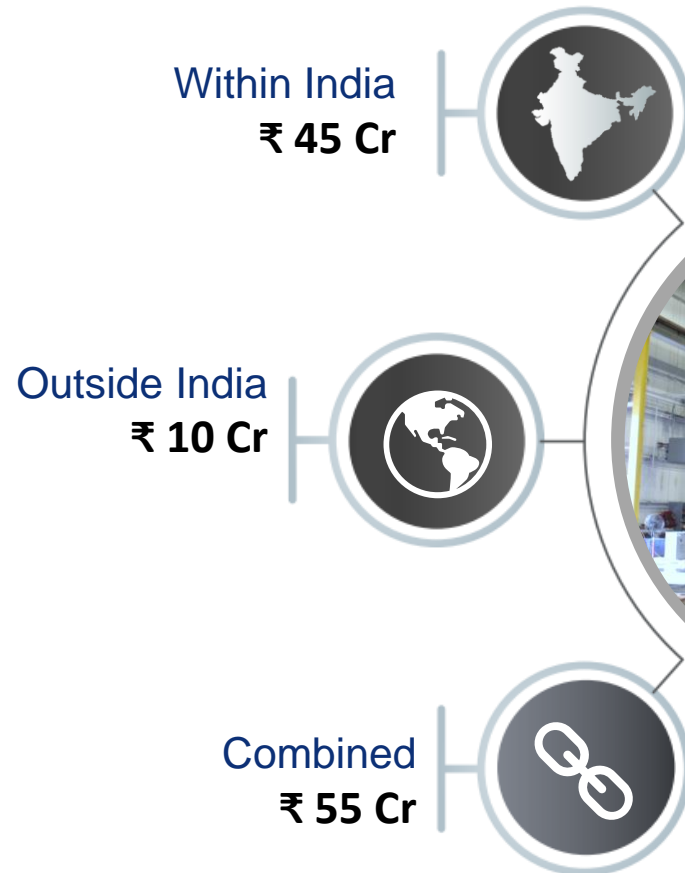 Within India
₹ 45 Cr
Outside India
₹ 10 Cr
Combined
₹ 55 Cr